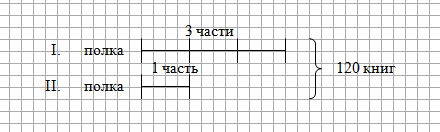 3 части
I. полка
1 часть
120 книг
II. полка